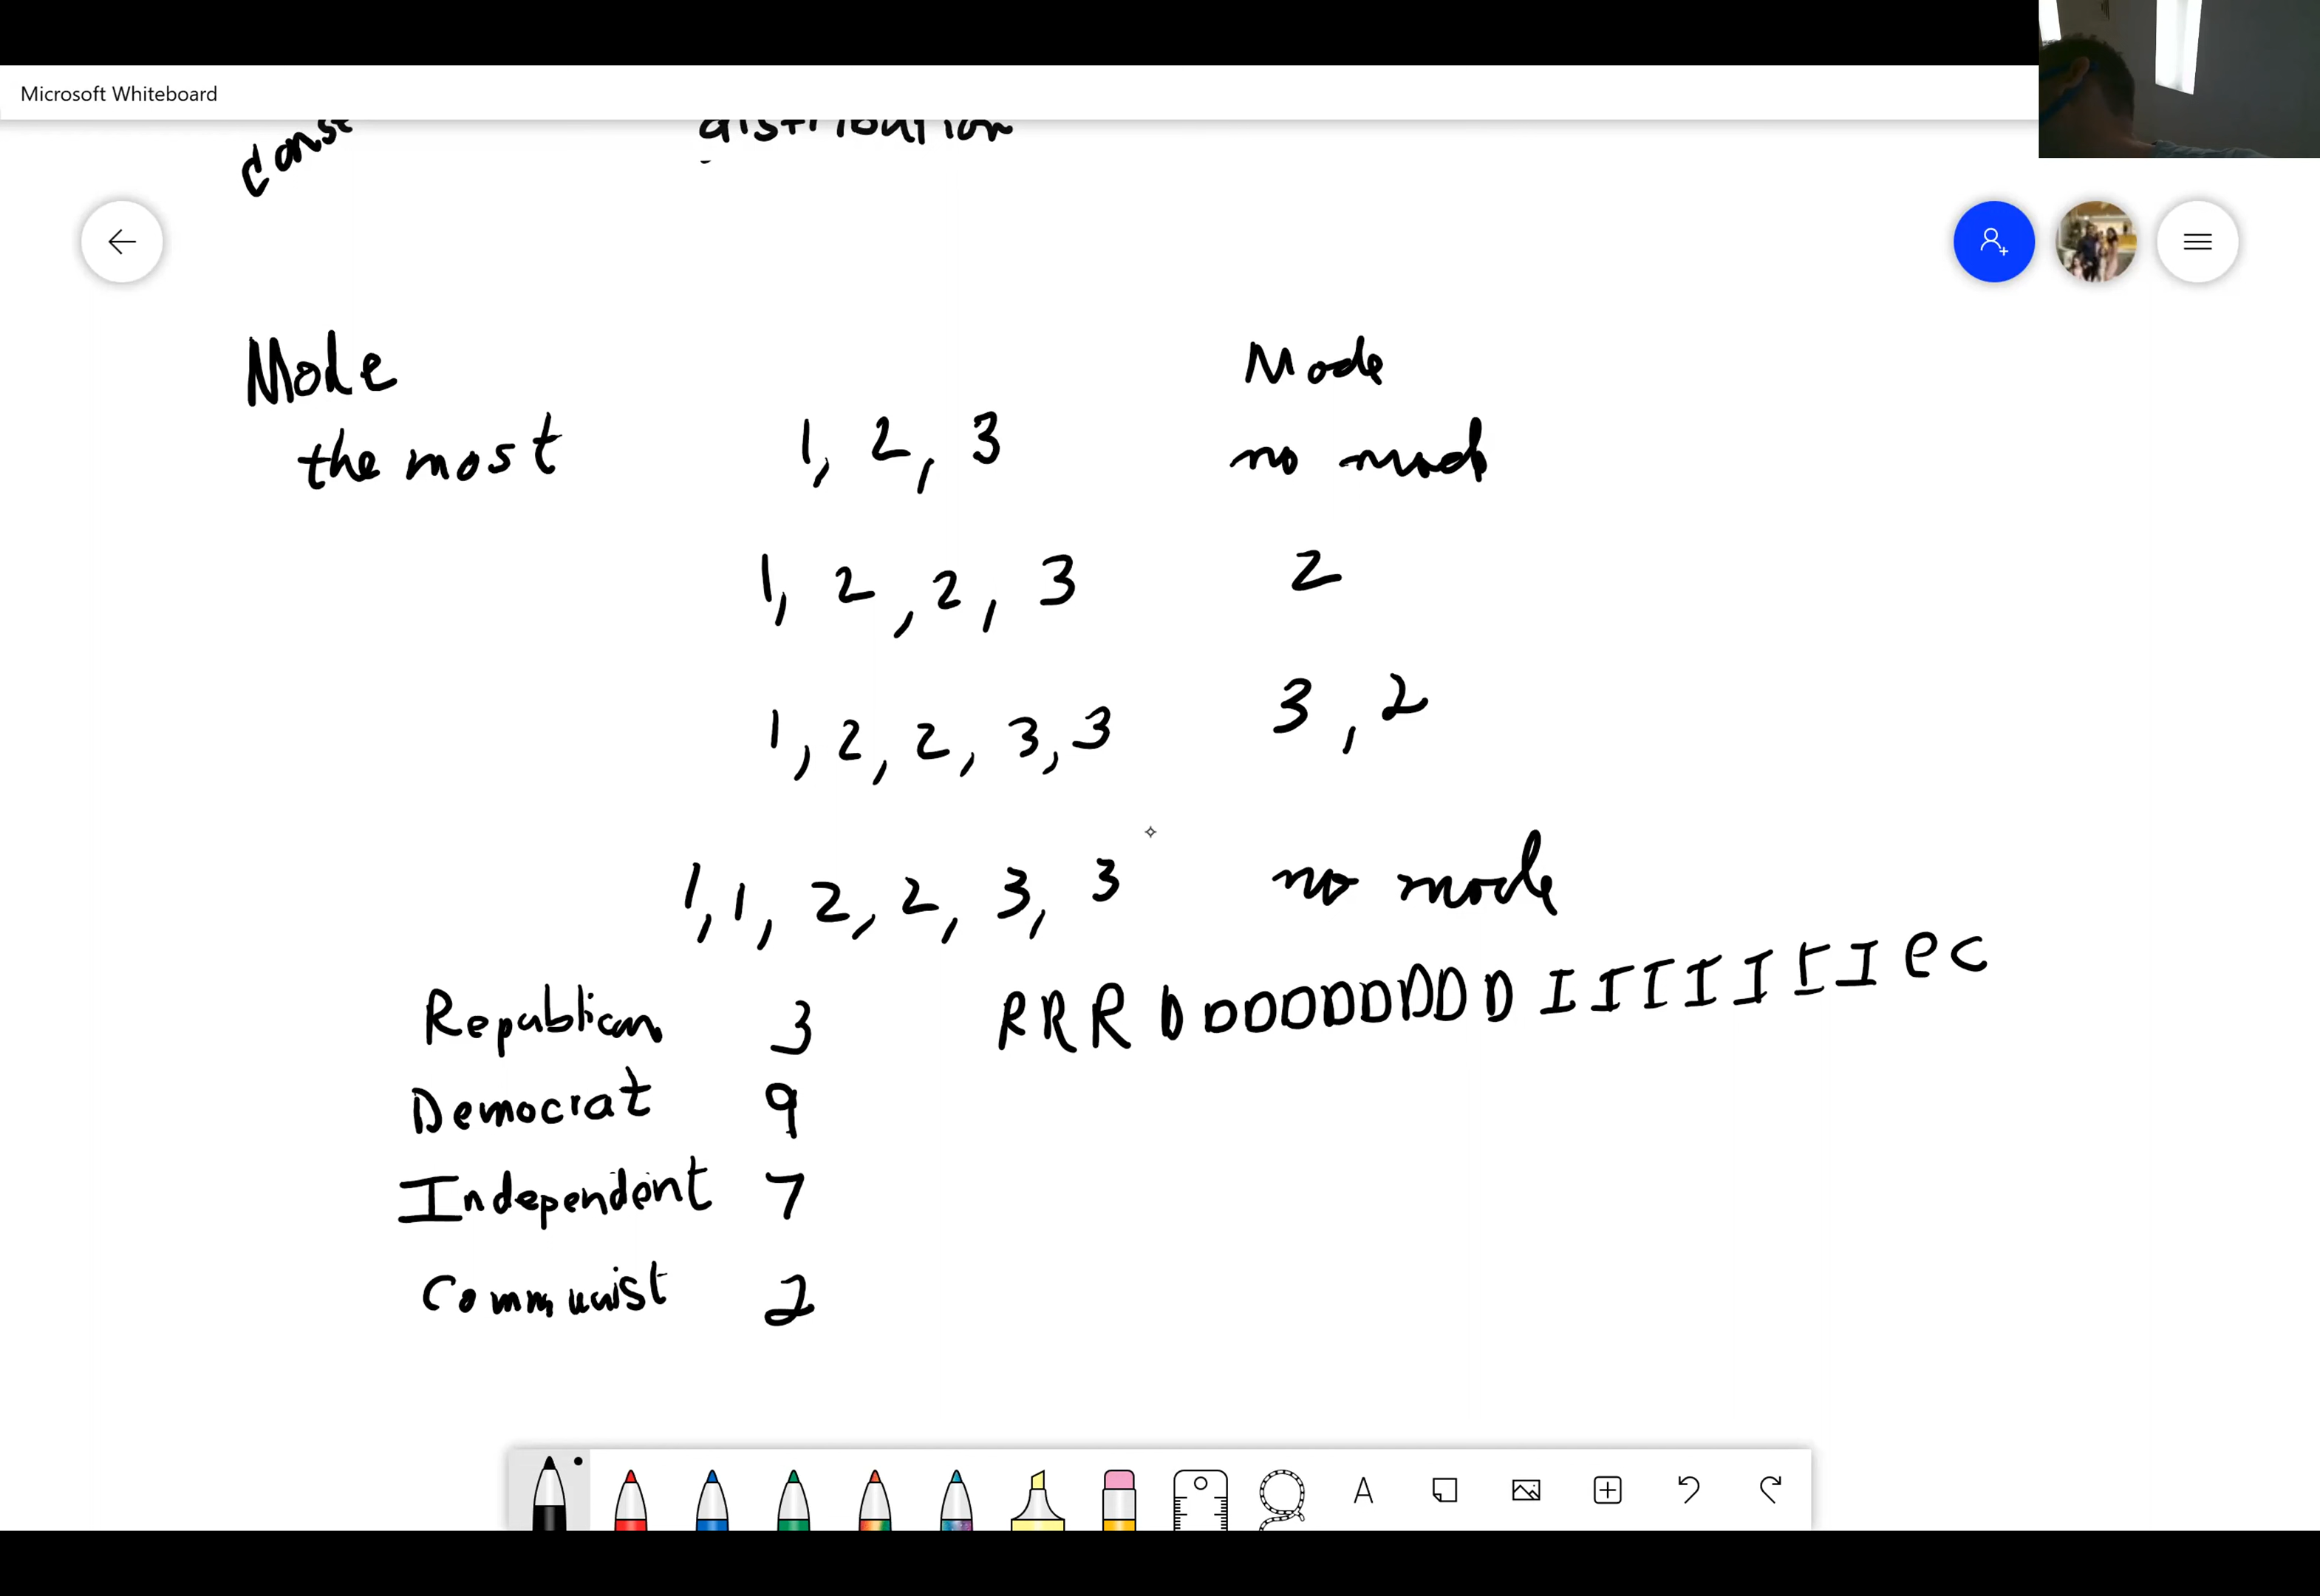 Microsoft Whiteboard
distribution
Mode Mode
the most 1, 2, 3 no mode
1, 2, 2, 3 2
1, 2, 2, 3, 3 3, 2
1, 1, 2, 2, 3, 3 no mode
Republican 3 R R R D D D D D D D D D I I I I I I I C C
Democrat 9
Independent 7
Communist 2
A